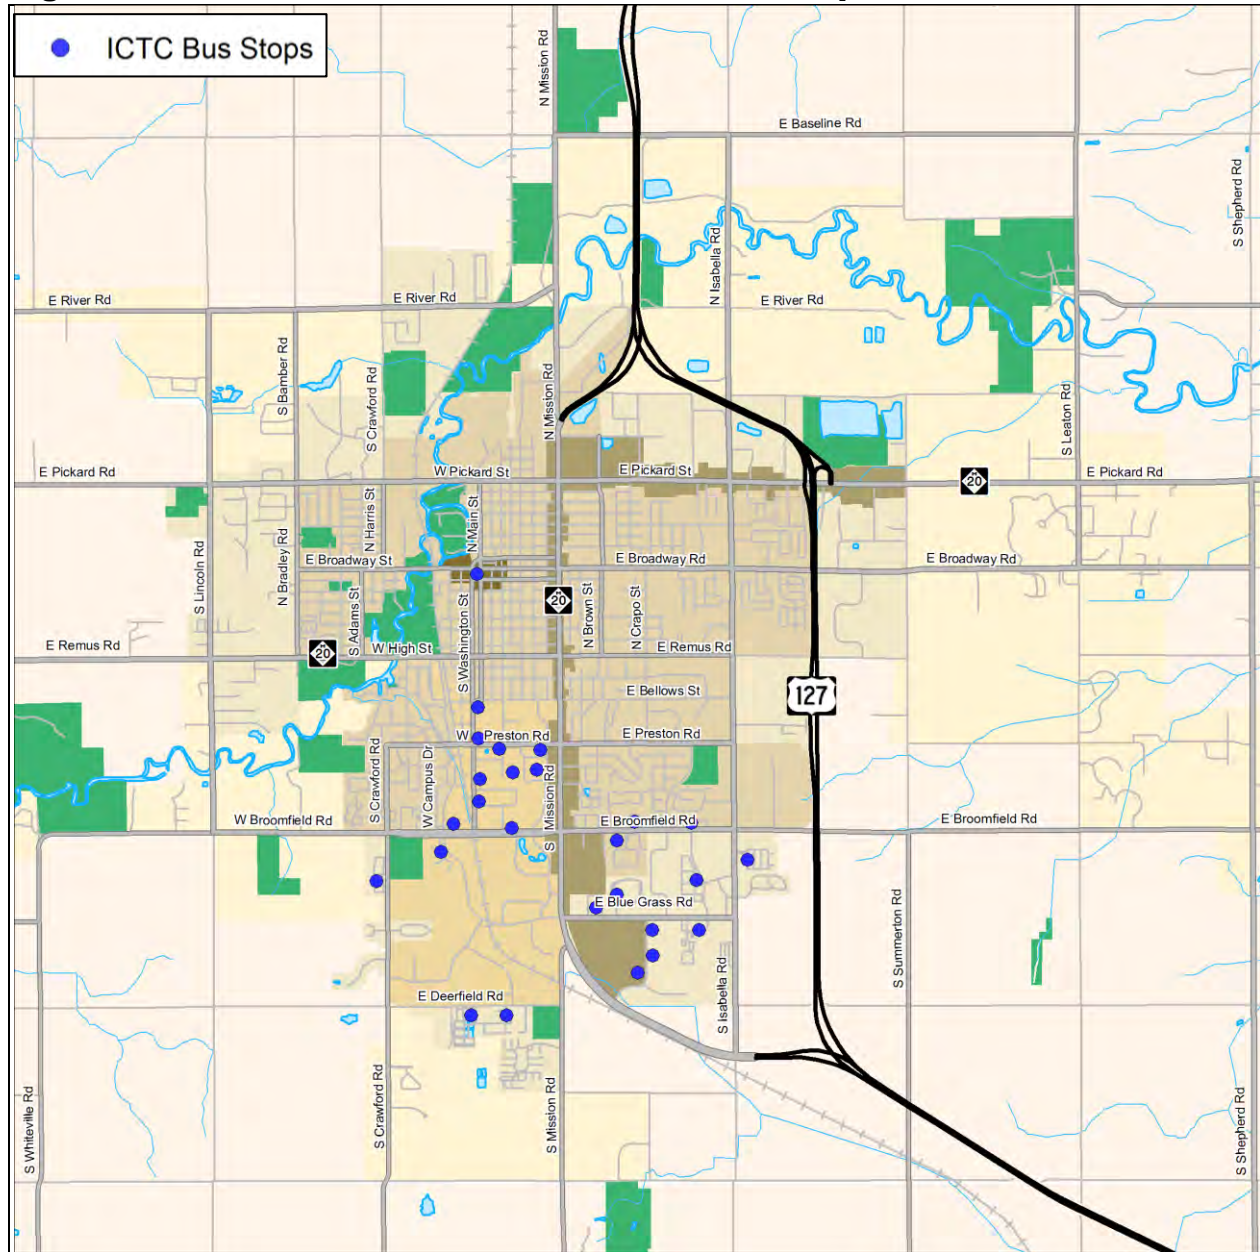 ICTC Bus Stops
N Mission Rd
E Baseline Rd
S Shepherd Rd
N Isabella Rd
E River Rd
E River Rd
E River Rd
S Bamber Rd
S Crawford Rd
N Mission Rd
S Leaton Rd
E Pickard Rd
W Pickard St
E Pickard St
M
20
E Pickard Rd
N Harris St
N Main St
S Lincoln Rd
N Bradley Rd
E Broadway St
E Broadway Rd
E Broadway Rd
S Adams St
S Washington St
M
20
N Brown St
N Crapo St
E Remus Rd
M
20
W High St
E Remus Rd
E Bellows St
127
W Preston Rd
E Preston Rd
S Crawford Rd
W Campus Dr
S Mission Rd
W Broomfield Rd
E Broomfield Rd
E Broomfield Rd
E Blue Grass Rd
S Summerton Rd
S Isabella Rd
E Deerfield Rd
S Whiteville Rd
S Crawford Rd
S Mission Rd
S Shepherd Rd